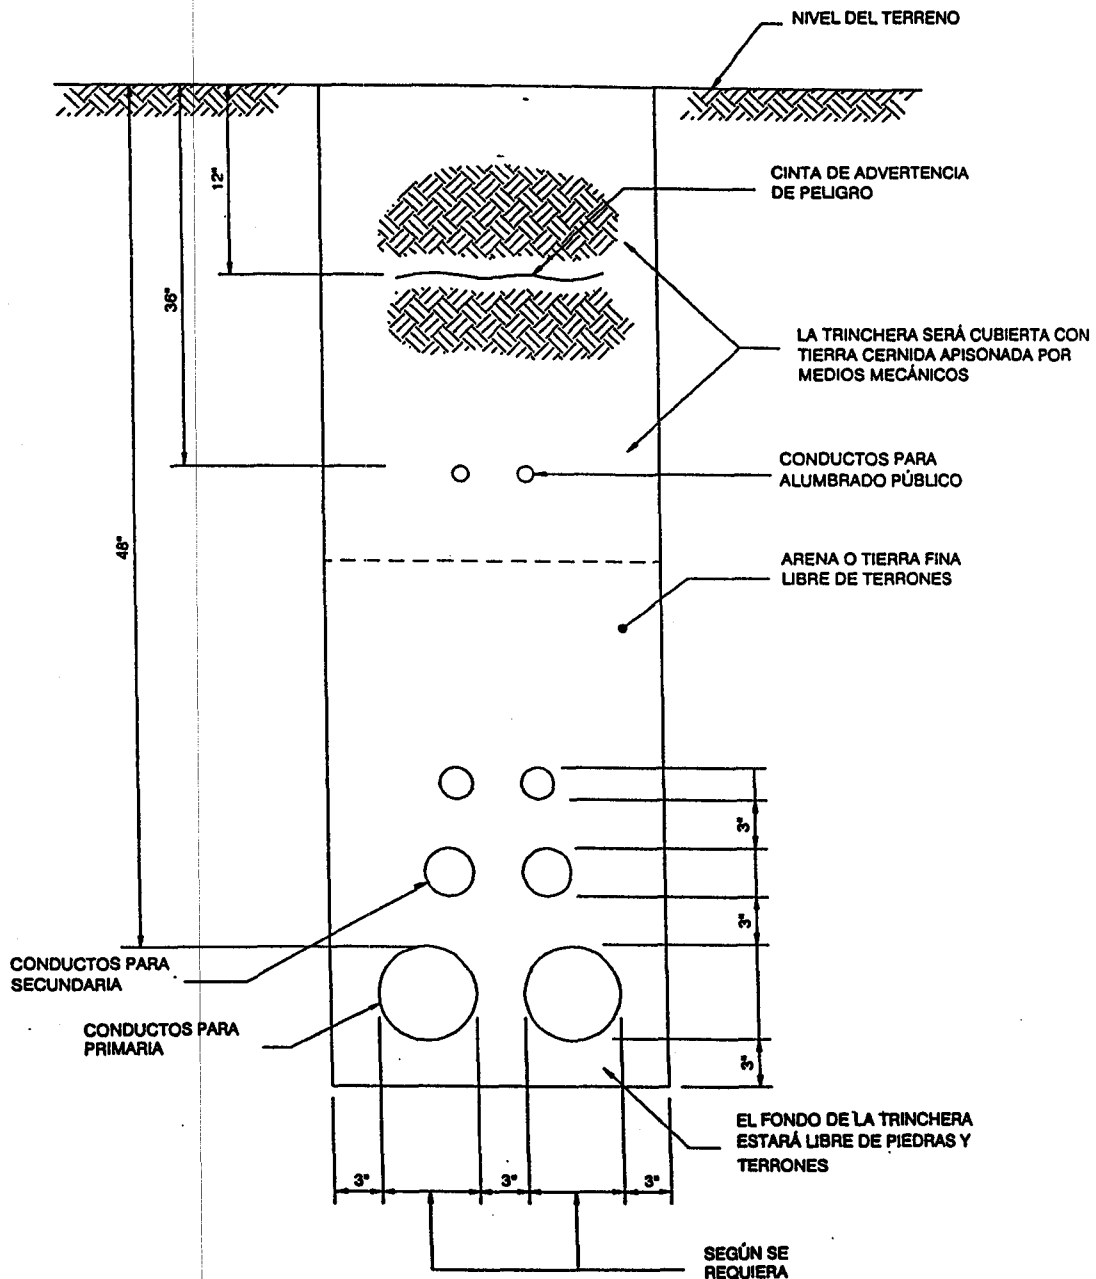 NIVEL DEL TERRENO
12"
CINTA DE ADVERTENCIA
DE PELIGRO
36"
LA TRINCHERA SERÁ CUBIERTA CON
TIERRA CERNIDA APISONADA POR
MEDIOS MECÁNICOS
CONDUCTOS PARA
ALUMBRADO PÚBLICO
48"
ARENA O TIERRA FINA
LIBRE DE TERRONES
3"
3"
CONDUCTOS PARA
SECUNDARIA
CONDUCTOS PARA
PRIMARIA
3"
EL FONDO DE LA TRINCHERA
ESTARÁ LIBRE DE PIEDRAS Y
TERRONES
3"
3"
3"
SEGÚN SE
REQUIERA